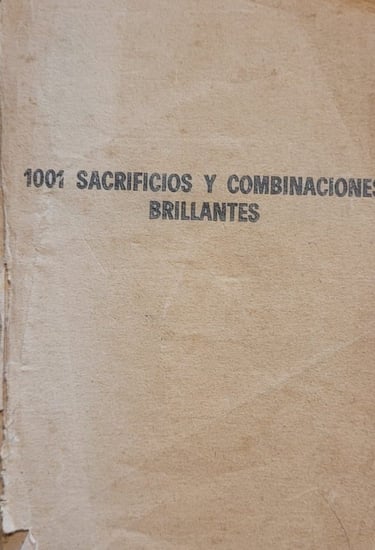 1001 SACRIFICIOS Y COMBINACIONES
BRILLANTES